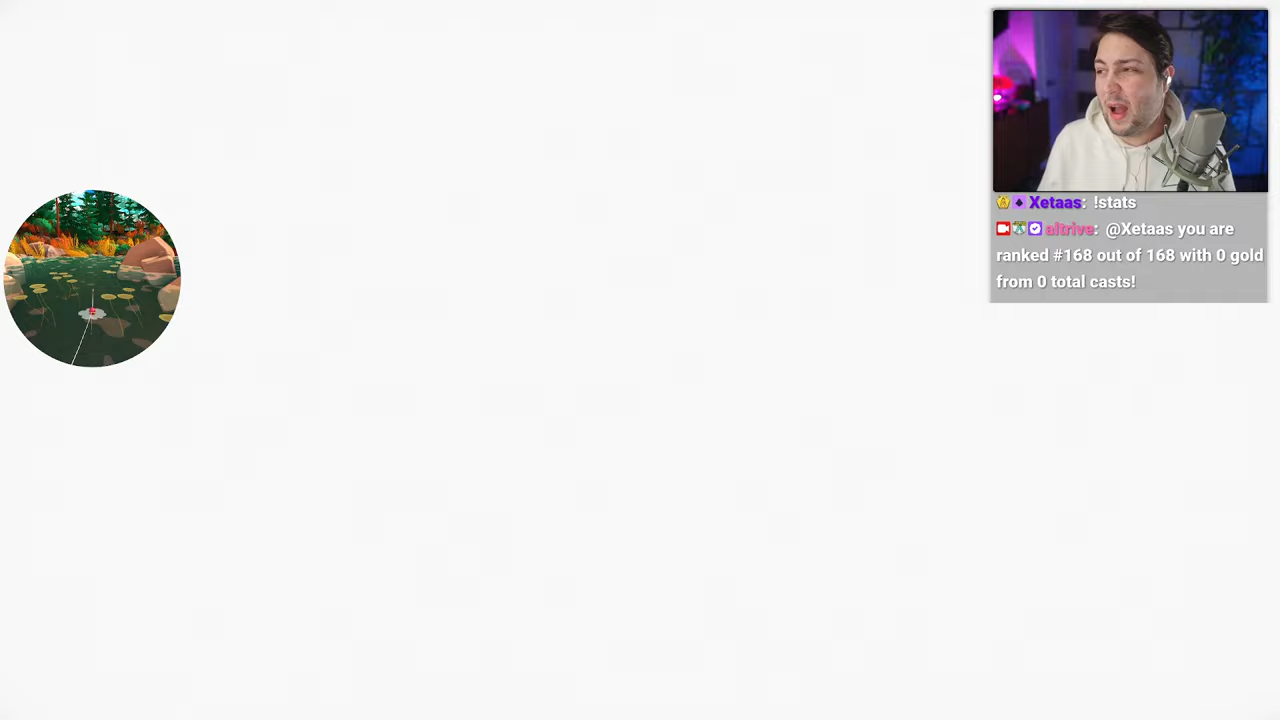 Xetaas: !stats
altrive: @Xetaas you are
ranked #168 out of 168 with 0 gold
from 0 total casts!